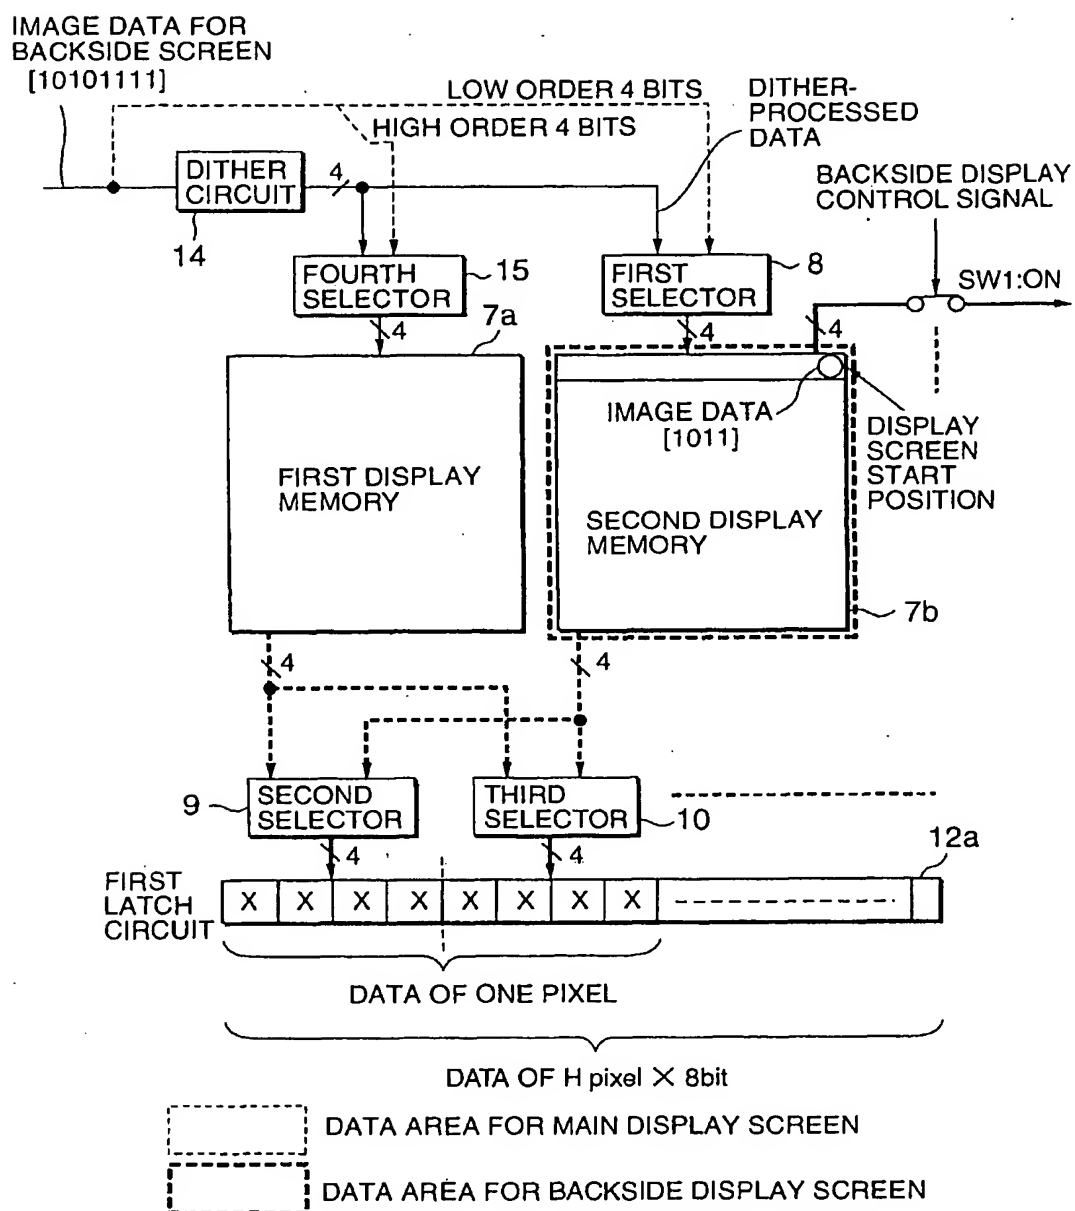 IMAGE DATA FOR
BACKSIDE SCREEN
[10101111]
LOW ORDER 4 BITS
HIGH ORDER 4 BITS
DITHER-
PROCESSED
DATA
DITHER
CIRCUIT
14
4
BACKSIDE DISPLAY
CONTROL SIGNAL
FOURTH
SELECTOR
15
FIRST
SELECTOR
8
SW1:ON
4
7a
4
4
IMAGE DATA
[1011]
DISPLAY
SCREEN
START
POSITION
FIRST DISPLAY
MEMORY
SECOND DISPLAY
MEMORY
7b
4
4
9
SECOND
SELECTOR
THIRD
SELECTOR
10
4
4
12a
FIRST
LATCH
CIRCUIT
X X X X X X X X
DATA OF ONE PIXEL
DATA OF H pixel X 8bit
DATA AREA FOR MAIN DISPLAY SCREEN
DATA AREA FOR BACKSIDE DISPLAY SCREEN